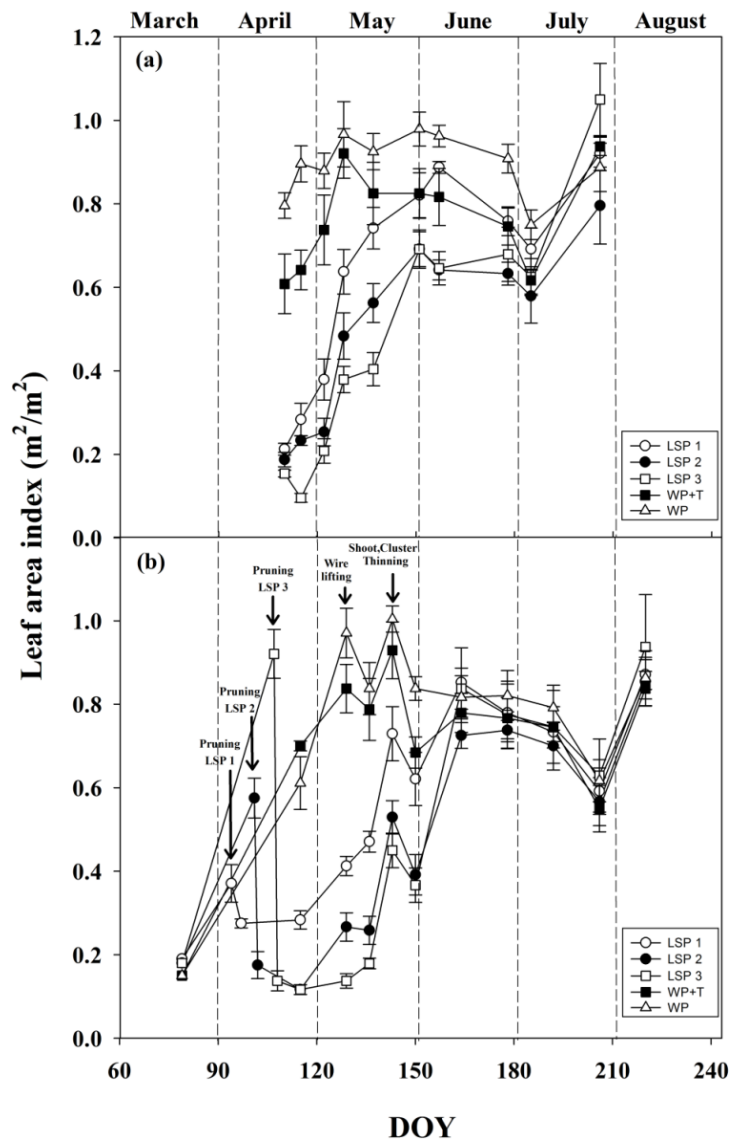 March April May June July August
(a)
1.2
1.0
0.8
0.6
0.4
0.2
0.0
LSP 1
LSP 2
LSP 3
WP+T
WP
Leaf area index (m²/m²)
(b)
Pruning
LSP 3
Wire
lifting
Shoot,Cluster
Thinning
Pruning
LSP 2
Pruning
LSP 1
1.0
0.8
0.6
0.4
0.2
0.0
LSP 1
LSP 2
LSP 3
WP+T
WP
60 90 120 150 180 210 240
DOY